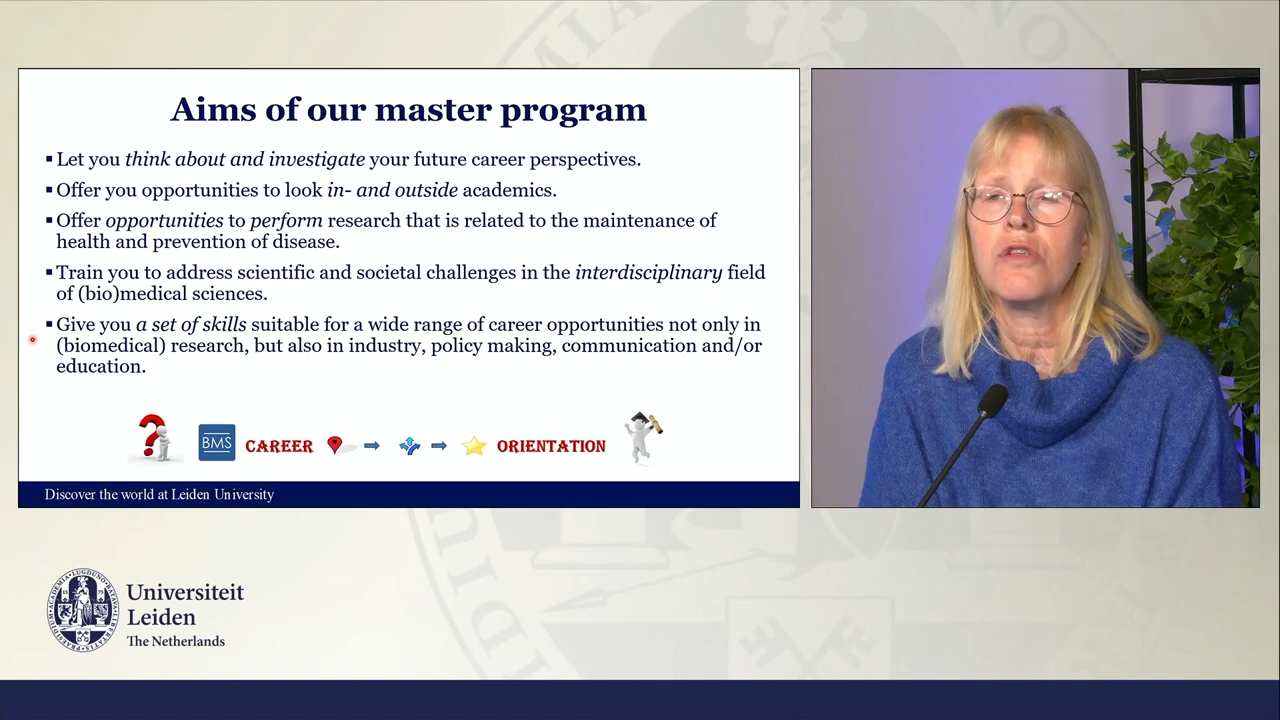 Aims of our master program
▪ Let you think about and investigate your future career perspectives.
▪ Offer you opportunities to look in- and outside academics.
▪ Offer opportunities to perform research that is related to the maintenance of
health and prevention of disease.
▪ Train you to address scientific and societal challenges in the interdisciplinary field
of (bio)medical sciences.
▪ Give you a set of skills suitable for a wide range of career opportunities not only in
(biomedical) research, but also in industry, policy making, communication and/or
education.
BMS CAREER ORIENTATION
Discover the world at Leiden University
Universiteit
Leiden
The Netherlands